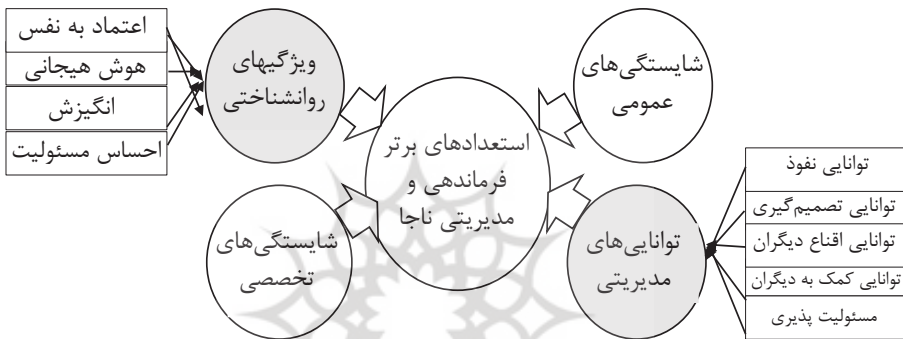 اعتماد به نفس
هوش هیجانی
انگیزش
احساس مسئولیت
ویژگیهای
روانشناختی
شایستگی‌های
عمومی
استعدادهای برتر
فرماندهی و
مدیریتی ناجا
شایستگی‌های
تخصصی
توانایی‌های
مدیریتی
توانایی نفوذ
توانایی تصمیم‌گیری
توانایی اقناع دیگران
توانایی کمک به دیگران
مسئولیت پذیری